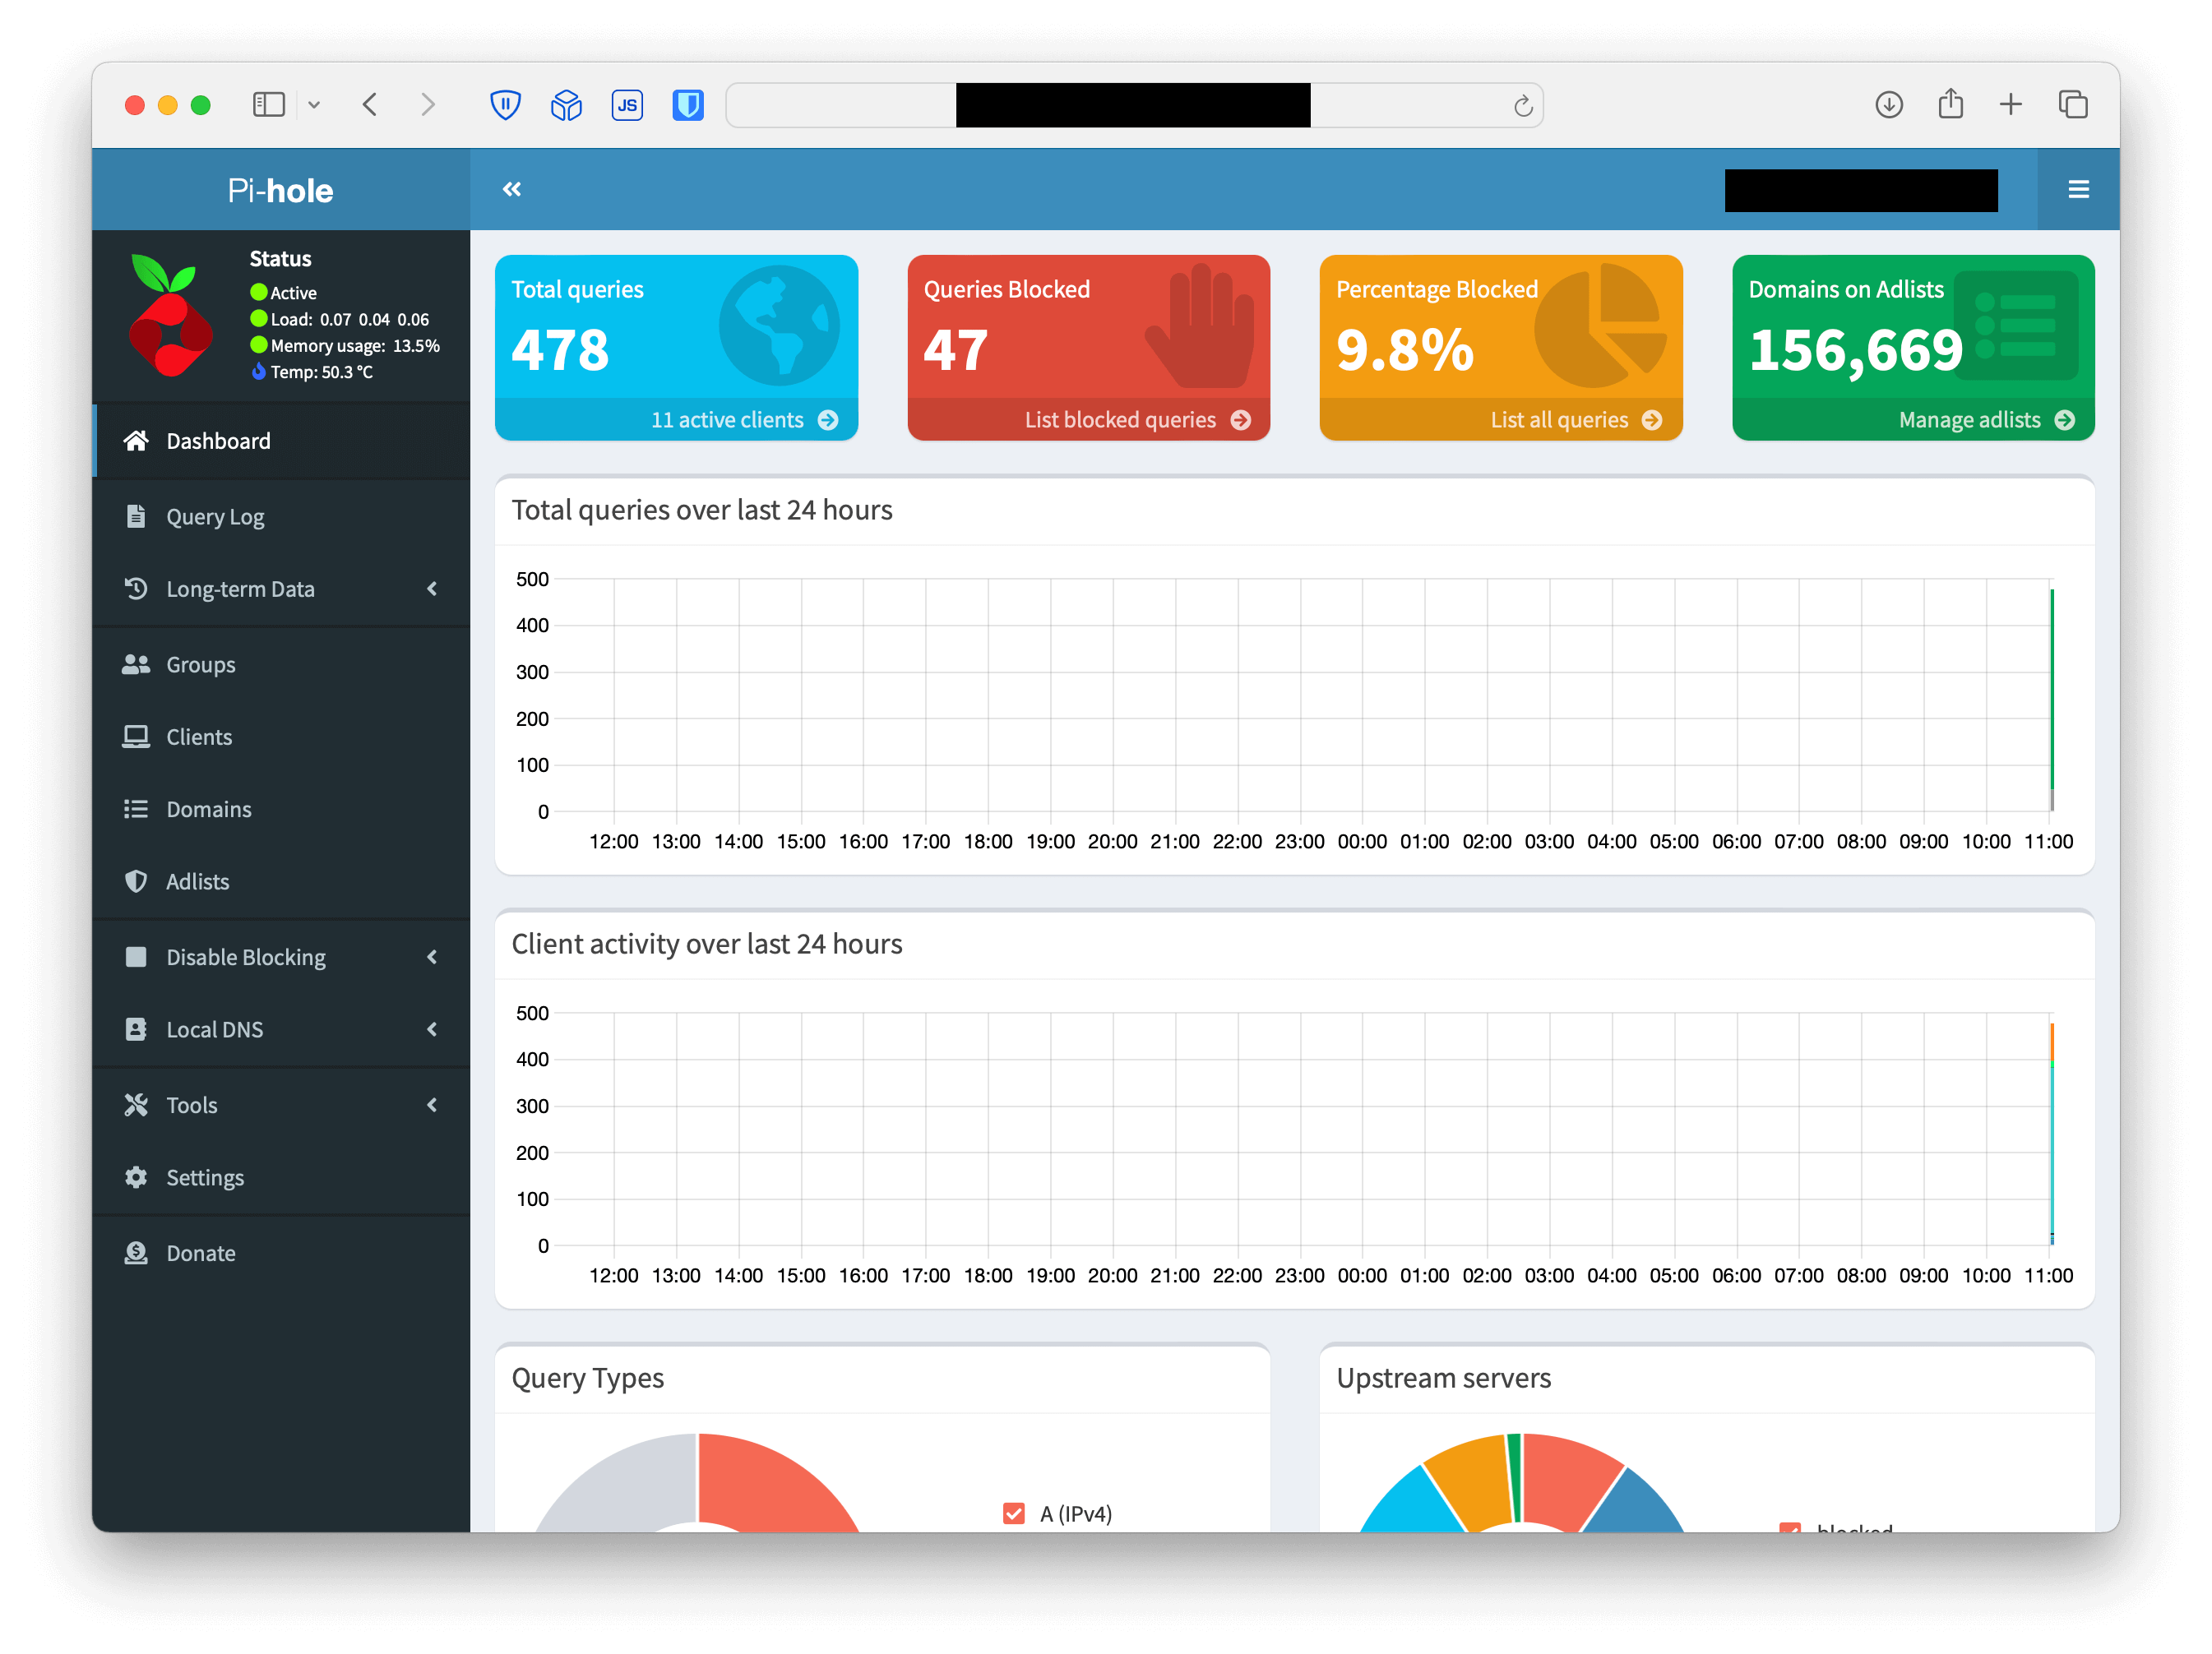 JS
Pi-hole
Status
Active
Load: 0.07 0.04 0.06
Memory usage: 13.5%
Temp: 50.3 °C
Dashboard
Query Log
Long-term Data
Groups
Clients
Domains
Adlists
Disable Blocking
Local DNS
Tools
Settings
Donate
Total queries
478
11 active clients
Queries Blocked
47
List blocked queries
Percentage Blocked
9.8%
List all queries
Domains on Adlists
156,669
Manage adlists
Total queries over last 24 hours
500
400
300
200
100
0
12:00 13:00 14:00 15:00 16:00 17:00 18:00 19:00 20:00 21:00 22:00 23:00 00:00 01:00 02:00 03:00 04:00 05:00 06:00 07:00 08:00 09:00 10:00 11:00
Client activity over last 24 hours
500
400
300
200
100
0
12:00 13:00 14:00 15:00 16:00 17:00 18:00 19:00 20:00 21:00 22:00 23:00 00:00 01:00 02:00 03:00 04:00 05:00 06:00 07:00 08:00 09:00 10:00 11:00
Query Types
A (IPv4)
Upstream servers
blocked